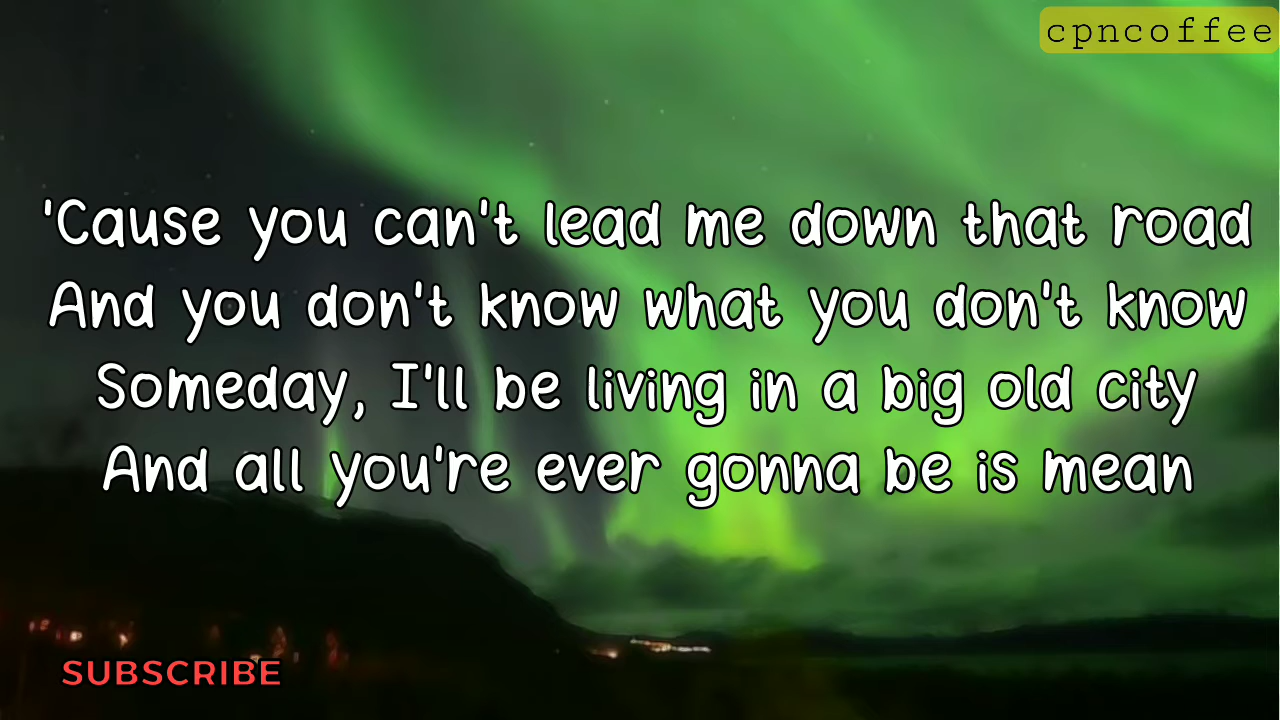 cpncoffee
'Cause you can't lead me down that road
And you don't know what you don't know
Someday, I'll be living in a big old city
And all you're ever gonna be is mean
SUBSCRIBE